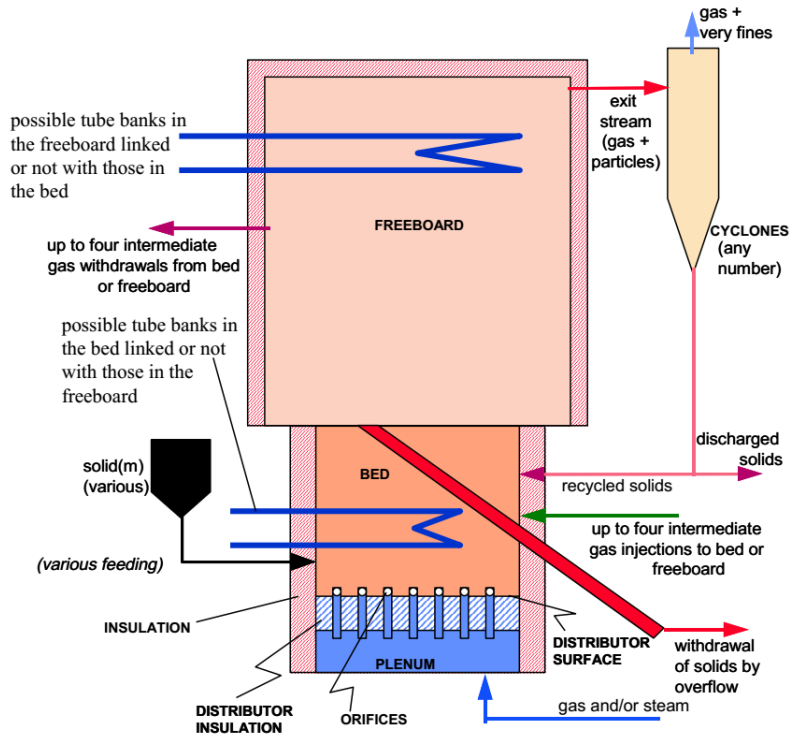 gas +
very fines
exit
stream
(gas +
particles)
possible tube banks in
the freeboard linked
or not with those in
the bed
FREEBOARD
CYCLONES
(any
number)
up to four intermediate
gas withdrawals from bed
or freeboard
possible tube banks in
the bed linked or not
with those in the
freeboard
discharged
solids
solid(m)
(various)
BED
recycled solids
up to four intermediate
gas injections to bed or
freeboard
(various feeding)
INSULATION
DISTRIBUTOR
SURFACE
withdrawal
of solids by
overflow
PLENUM
DISTRIBUTOR
INSULATION
ORIFICES
gas and/or steam